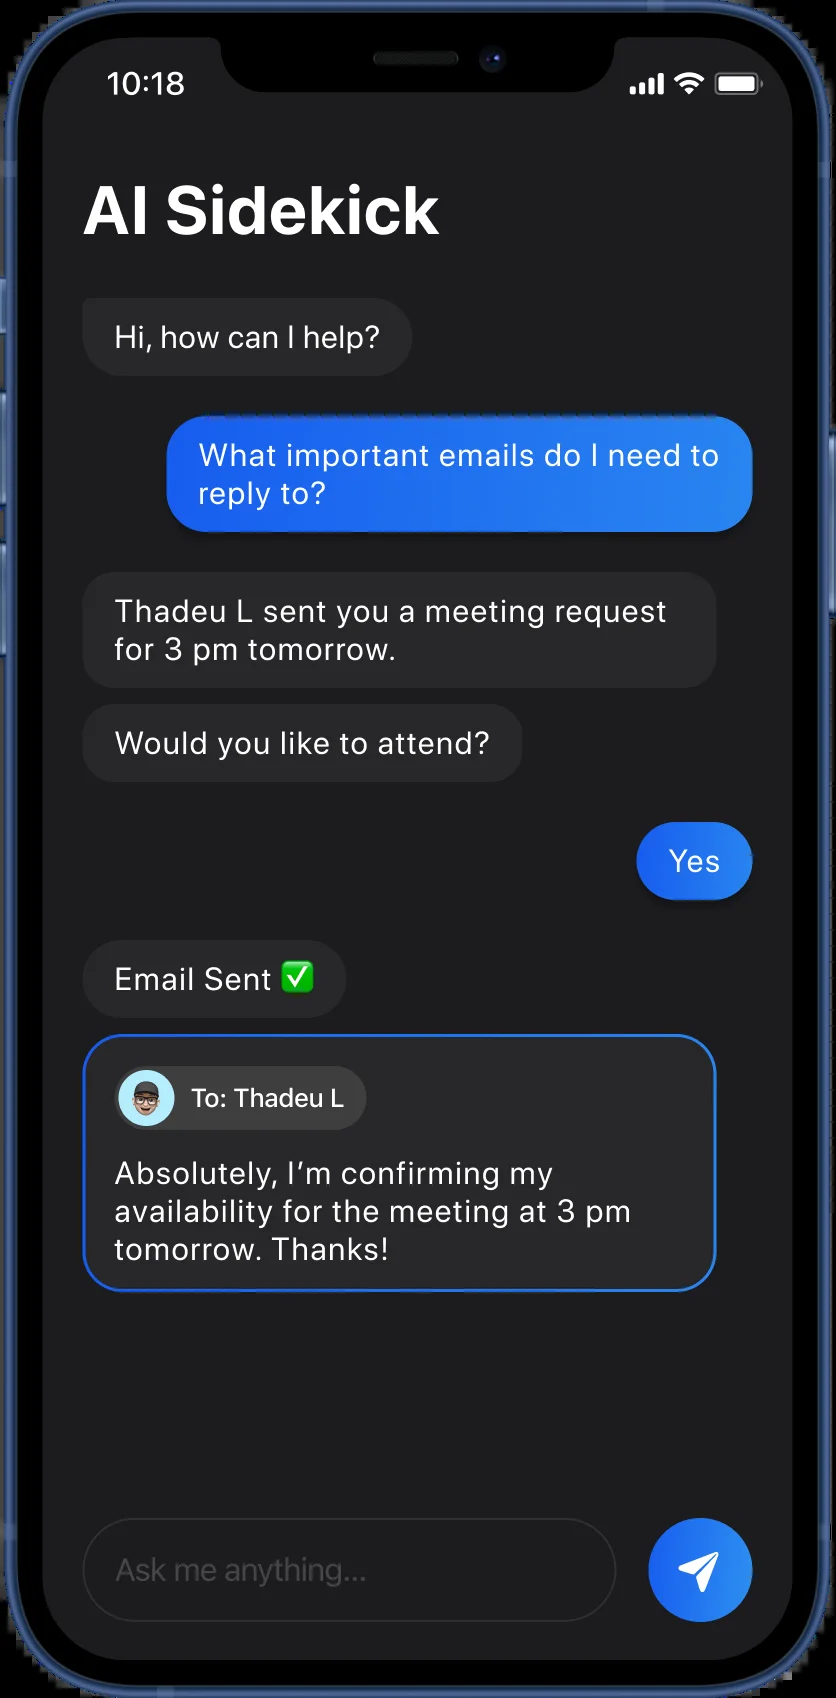 10:18
AI Sidekick
Hi, how can I help?
What important emails do I need to
reply to?
Thadeu L sent you a meeting request
for 3 pm tomorrow.
Would you like to attend?
Yes
Email Sent ✅
To: Thadeu L
Absolutely, I’m confirming my
availability for the meeting at 3 pm
tomorrow. Thanks!
Ask me anything...